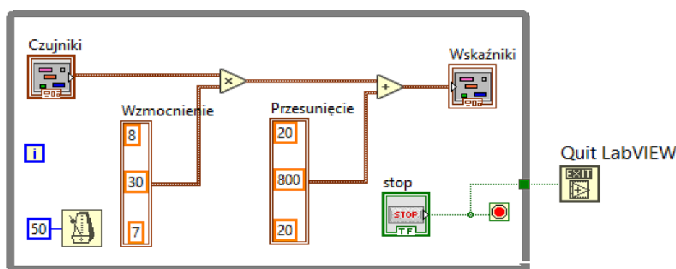 Czujniki
Wskaźniki
Wzmocnienie
Przesunięcie
8
20
i
30
800
stop
Quit LabVIEW
EXIT
50
7
20
STOP
TF